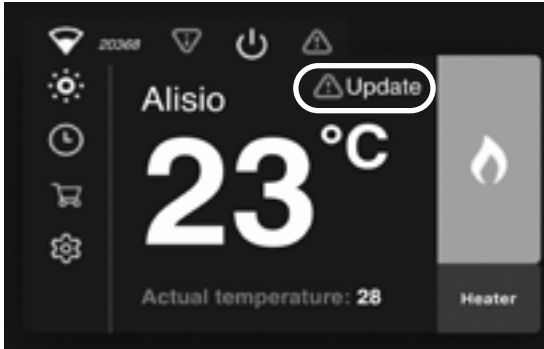 20368
Alisio
Update
23°C
Actual temperature: 28
Heater